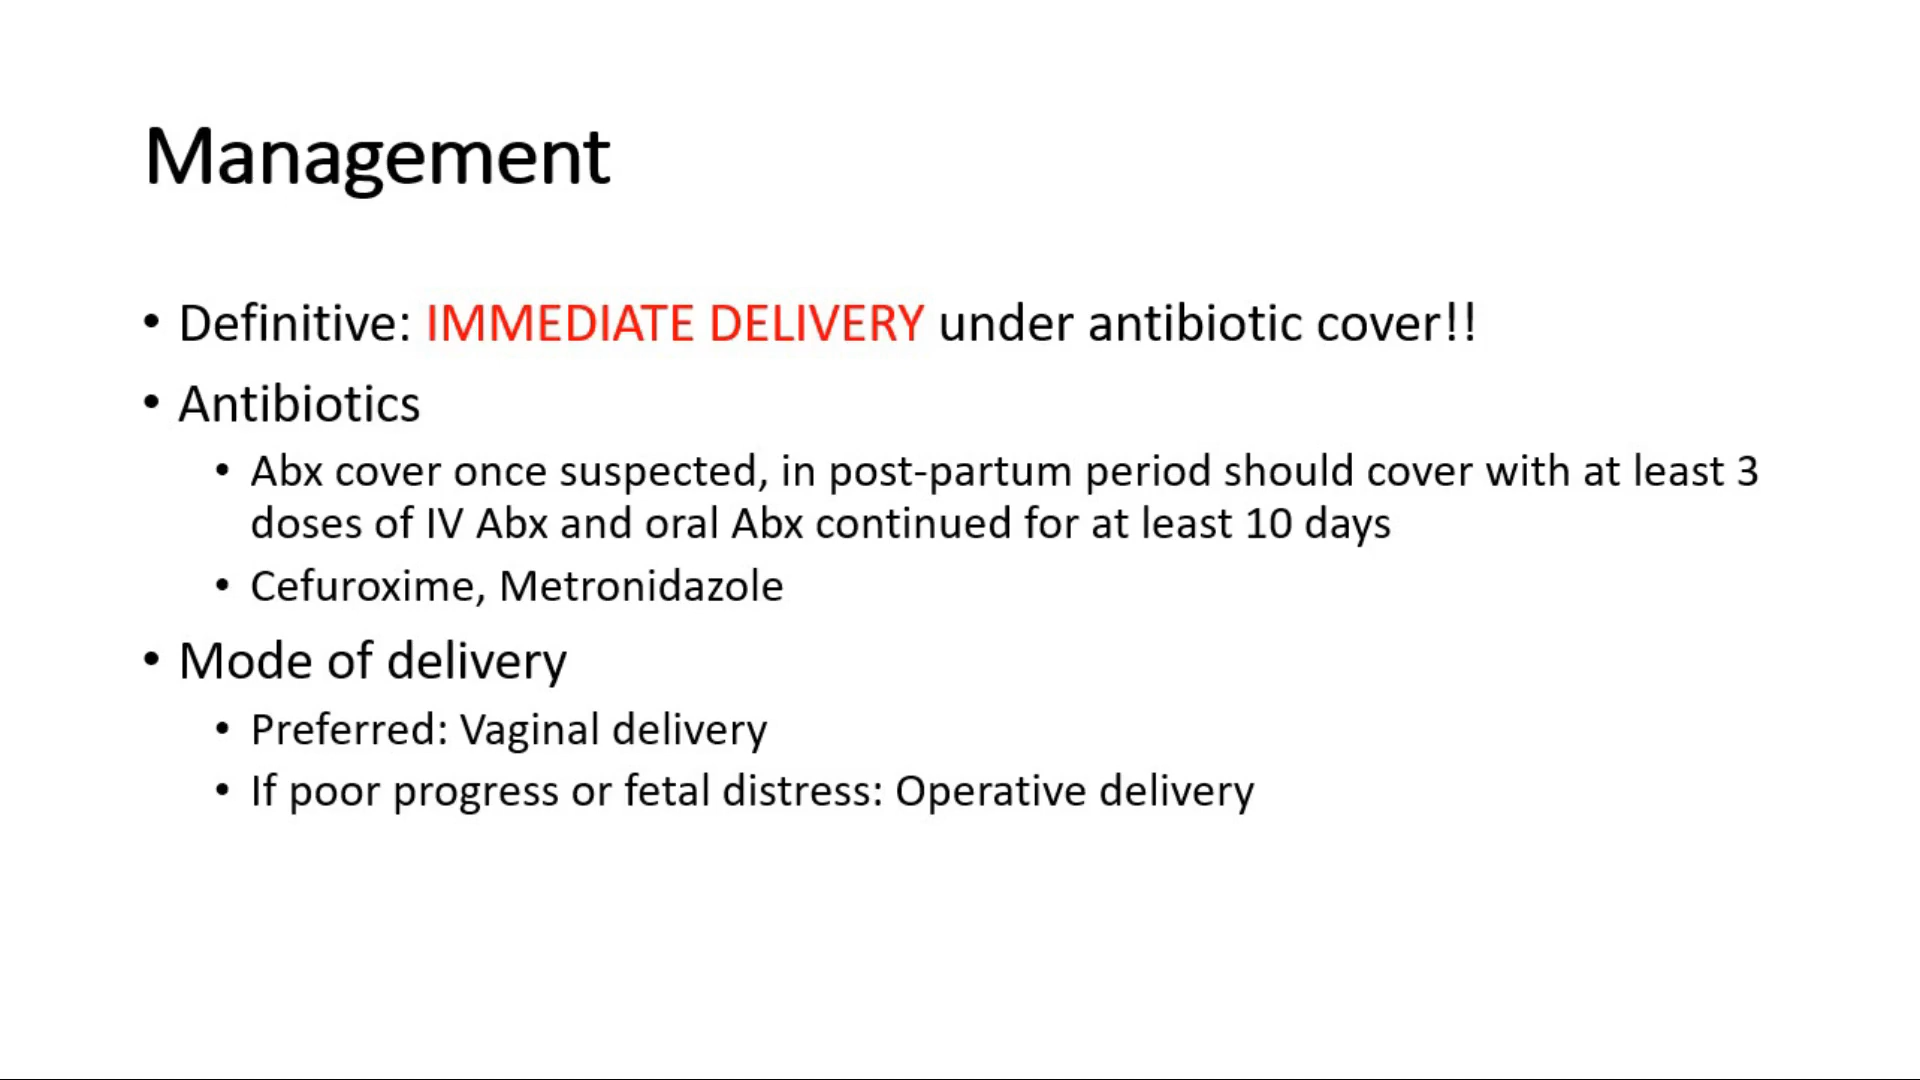 Management
• Definitive: IMMEDIATE DELIVERY under antibiotic cover!!
• Antibiotics
• Abx cover once suspected, in post-partum period should cover with at least 3
doses of IV Abx and oral Abx continued for at least 10 days
• Cefuroxime, Metronidazole
• Mode of delivery
• Preferred: Vaginal delivery
• If poor progress or fetal distress: Operative delivery